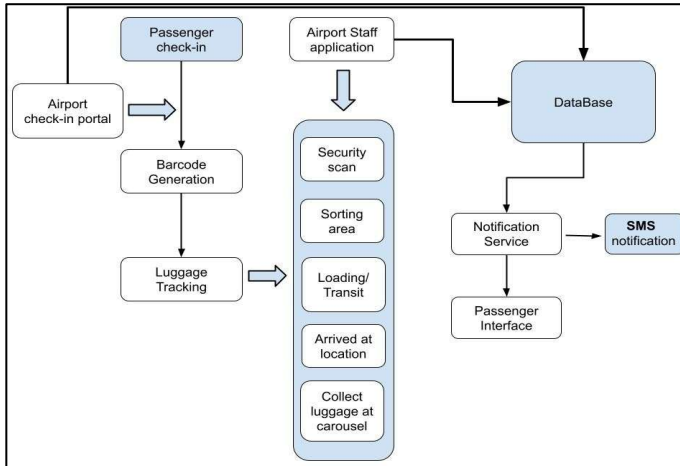 Passenger
check-in
Airport Staff
application
DataBase
Airport
check-in portal
Barcode
Generation
Luggage
Tracking
Security
scan
Sorting
area
Loading/
Transit
Arrived at
location
Collect
luggage at
carousel
Notification
Service
SMS
notification
Passenger
Interface